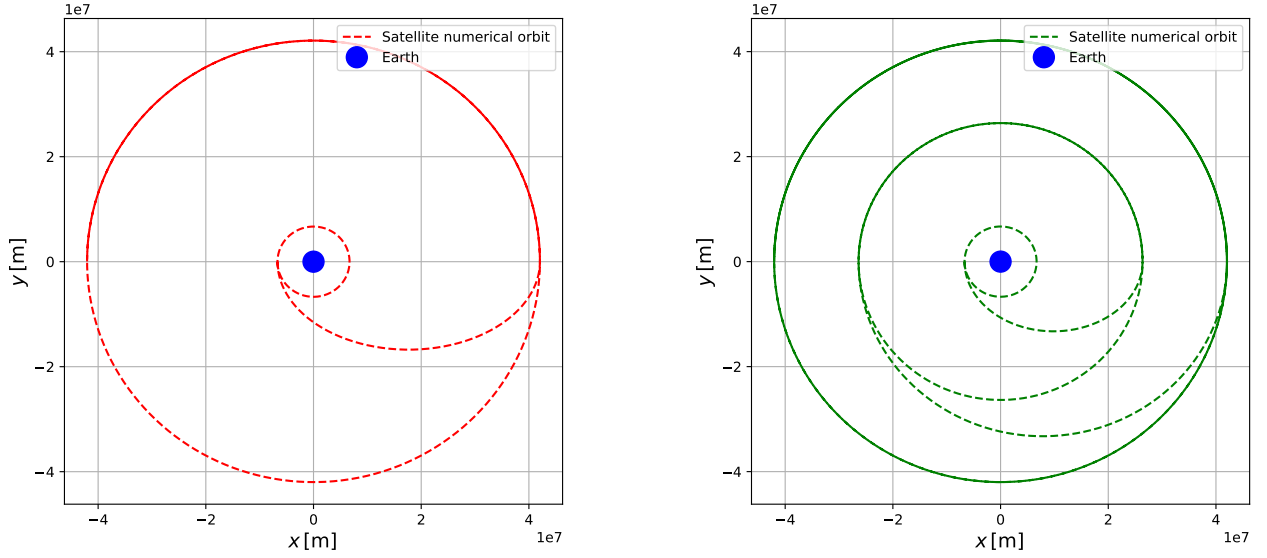 1e7
Satellite numerical orbit
Earth
4
2
0
−2
−4
y [m]
−4 −2 0 2 4
1e7
x [m]
1e7
Satellite numerical orbit
Earth
4
2
0
−2
−4
y [m]
−4 −2 0 2 4
1e7
x [m]